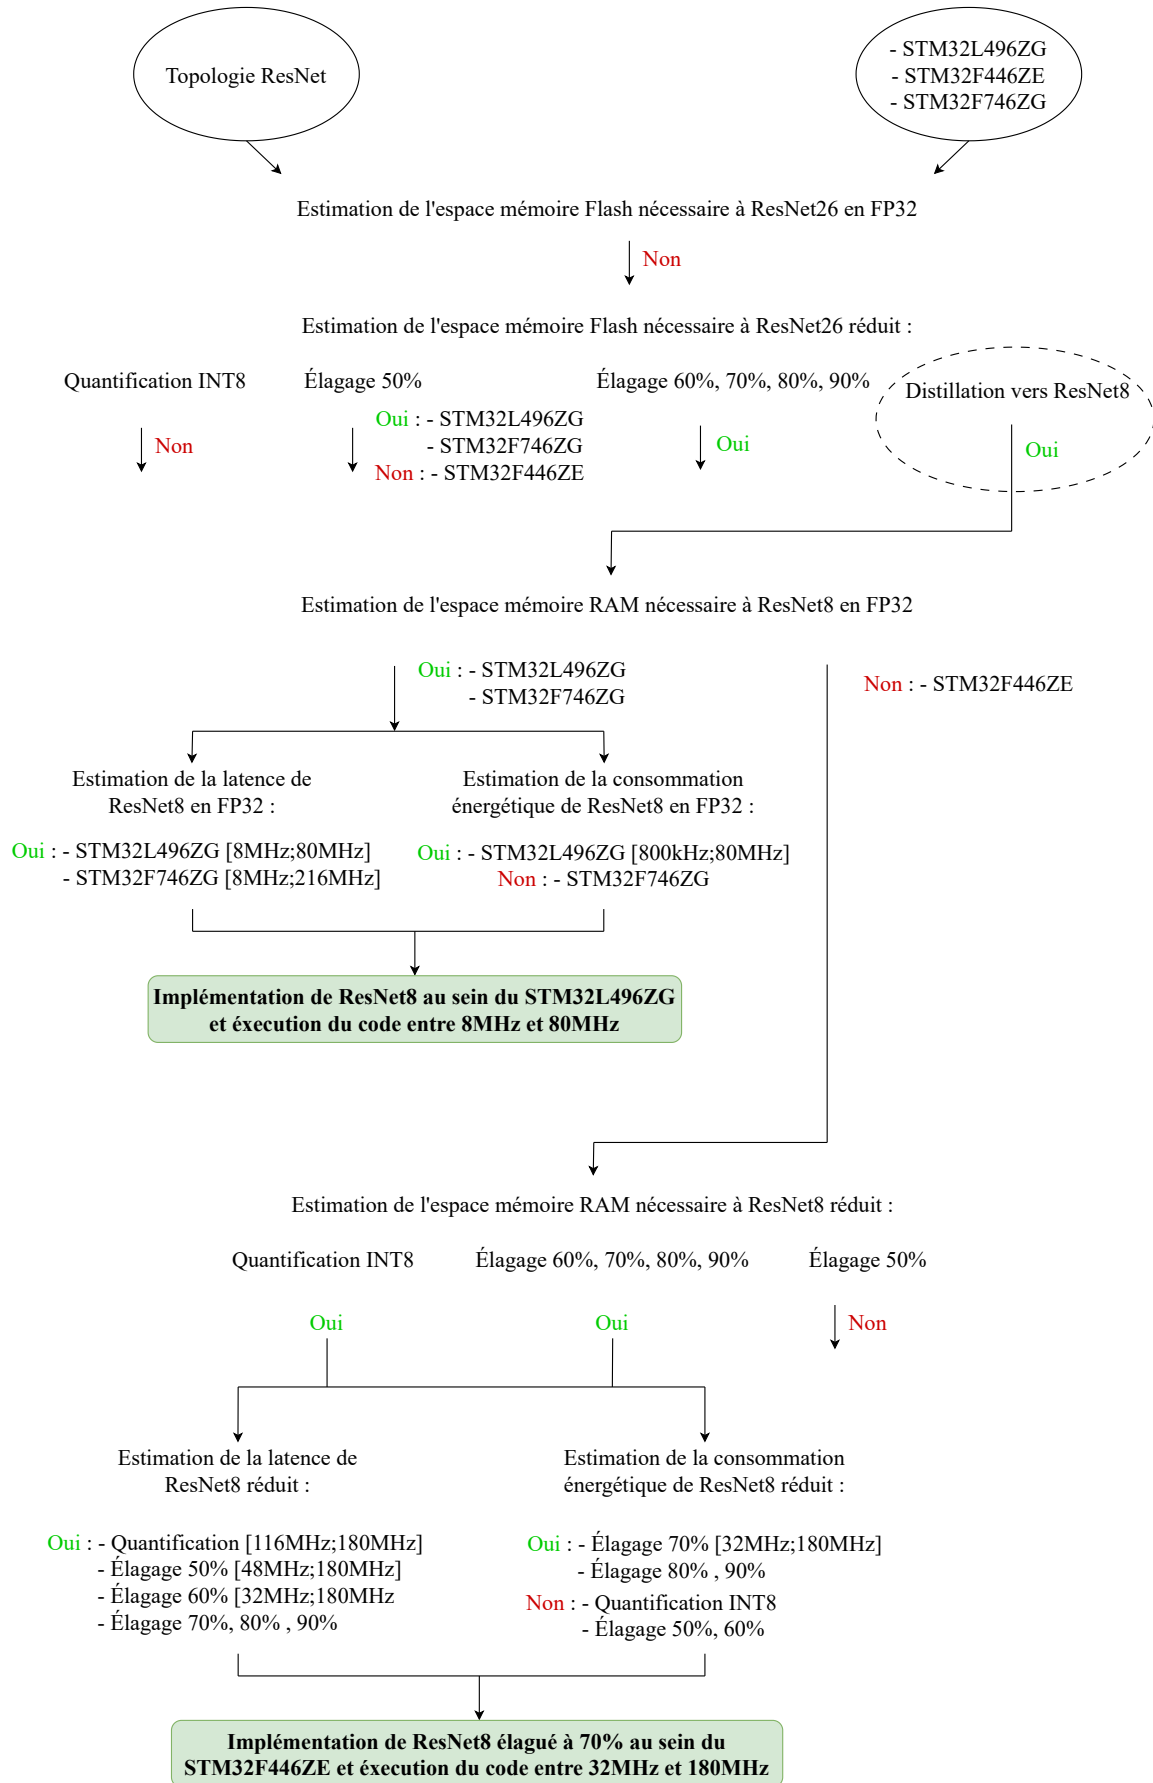 Topologie ResNet
- STM32L496ZG
- STM32F446ZE
- STM32F746ZG
Estimation de l'espace mémoire Flash nécessaire à ResNet26 en FP32
Non
Estimation de l'espace mémoire Flash nécessaire à ResNet26 réduit :
Quantification INT8
Non
Élagage 50%
Oui : - STM32L496ZG
- STM32F746ZG
Non : - STM32F446ZE
Élagage 60%, 70%, 80%, 90%
Oui
Distillation vers ResNet8
Oui
Estimation de l'espace mémoire RAM nécessaire à ResNet8 en FP32
Oui : - STM32L496ZG
- STM32F746ZG
Non : - STM32F446ZE
Estimation de la latence de
ResNet8 en FP32 :
Oui : - STM32L496ZG [8MHz;80MHz]
- STM32F746ZG [8MHz;216MHz]
Estimation de la consommation
énergétique de ResNet8 en FP32 :
Oui : - STM32L496ZG [800kHz;80MHz]
Non : - STM32F746ZG
Implémentation de ResNet8 au sein du STM32L496ZG
et éxecution du code entre 8MHz et 80MHz
Estimation de l'espace mémoire RAM nécessaire à ResNet8 réduit :
Quantification INT8
Élagage 60%, 70%, 80%, 90%
Élagage 50%
Oui
Oui
Non
Estimation de la latence de
ResNet8 réduit :
Oui : - Quantification [116MHz;180MHz]
- Élagage 50% [48MHz;180MHz]
- Élagage 60% [32MHz;180MHz
- Élagage 70%, 80% , 90%
Estimation de la consommation
énergétique de ResNet8 réduit :
Oui : - Élagage 70% [32MHz;180MHz]
- Élagage 80% , 90%
Non : - Quantification INT8
- Élagage 50%, 60%
Implémentation de ResNet8 élagué à 70% au sein du
STM32F446ZE et éxecution du code entre 32MHz et 180MHz